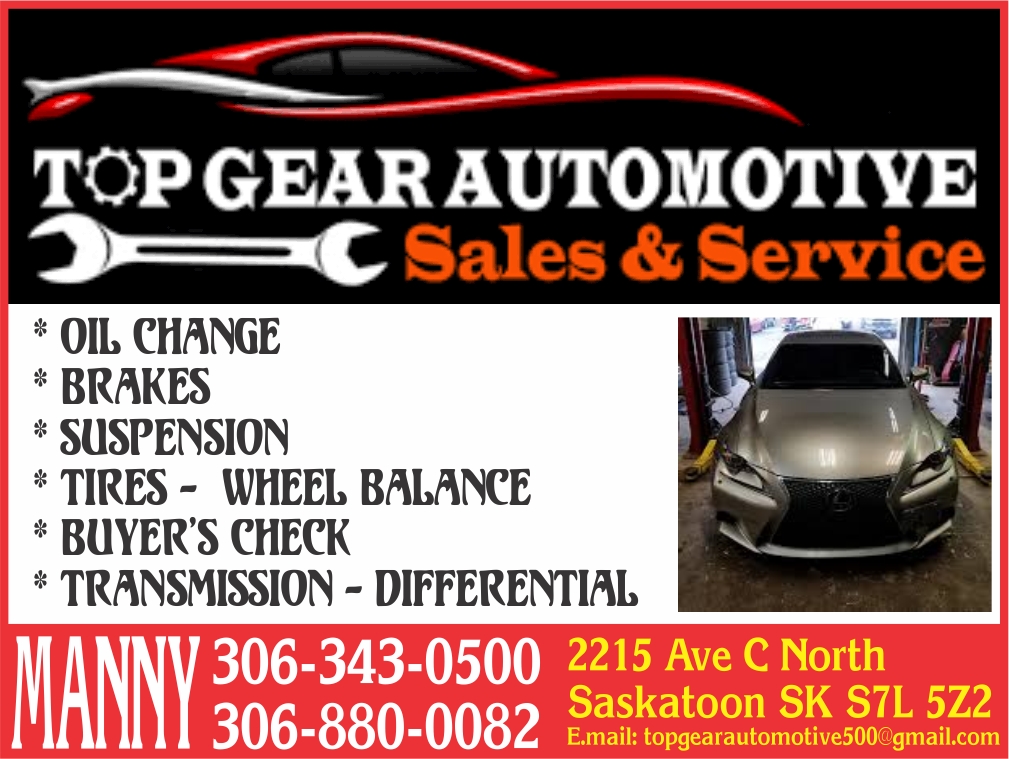 TOP GEAR AUTOMOTIVE
Sales & Service
* OIL CHANGE
* BRAKES
* SUSPENSION
* TIRES - WHEEL BALANCE
* BUYER'S CHECK
* TRANSMISSION - DIFFERENTIAL
MANNY
306-343-0500
306-880-0082
2215 Ave C North
Saskatoon SK S7L 5Z2
E.mail: topgearautomotive500@gmail.com